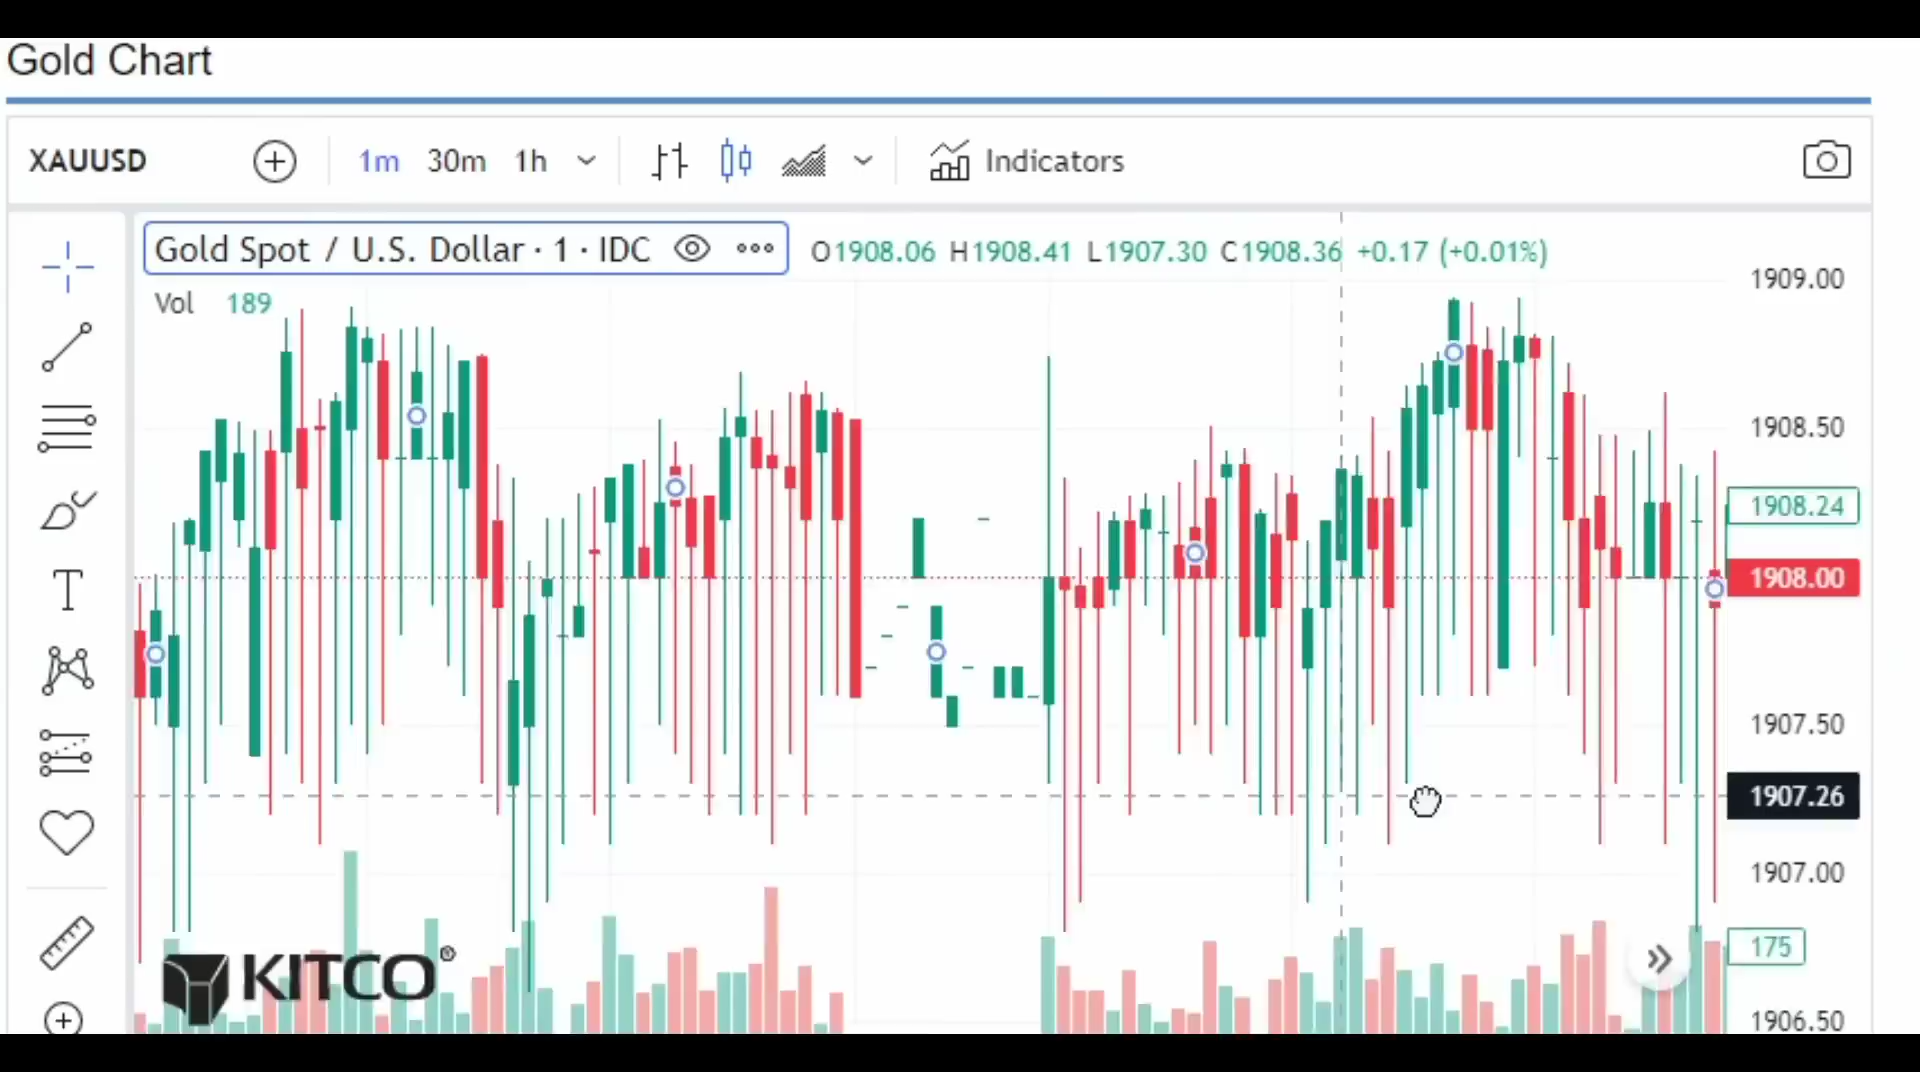 Gold Chart
XAUUSD 1m 30m 1h Indicators
Gold Spot / U.S. Dollar · 1 · IDC O1908.06 H1908.41 L1907.30 C1908.36 +0.17 (+0.01%)
Vol 189
1909.00
1908.50
1908.24
1908.00
1907.50
1907.26
1907.00
175
1906.50
KITCO®